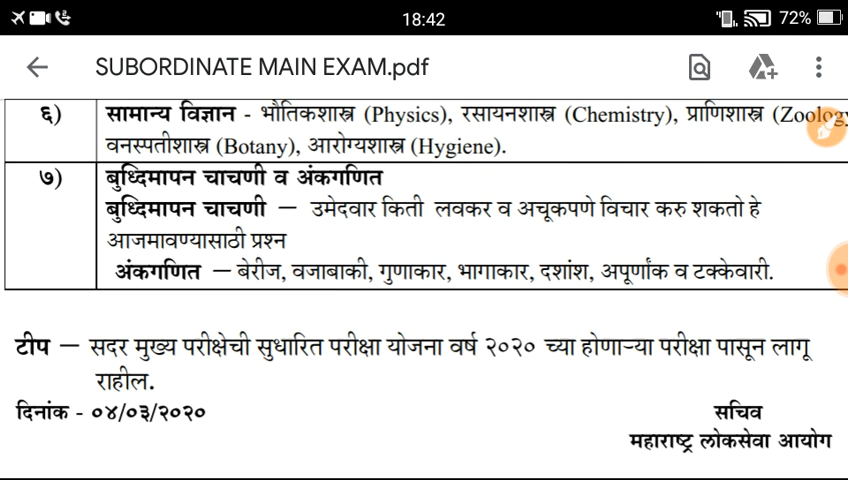 18:42
72%
SUBORDINATE MAIN EXAM.pdf
६) सामान्य विज्ञान - भौतिकशास्त्र (Physics), रसायनशास्त्र (Chemistry), प्राणिशास्त्र (Zoology
वनस्पतीशास्त्र (Botany), आरोग्यशास्त्र (Hygiene).
७) बुध्दिमापन चाचणी व अंकगणित
बुध्दिमापन चाचणी – उमेदवार किती लवकर व अचूकपणे विचार करु शकतो हे
आजमावण्यासाठी प्रश्न
अंकगणित – बेरीज, वजाबाकी, गुणाकार, भागाकार, दशांश, अपूर्णांक व टक्केवारी.
टीप – सदर मुख्य परीक्षेची सुधारित परीक्षा योजना वर्ष २०२० च्या होणाऱ्या परीक्षा पासून लागू
राहील.
दिनांक - ०४/०३/२०२०
सचिव
महाराष्ट्र लोकसेवा आयोग